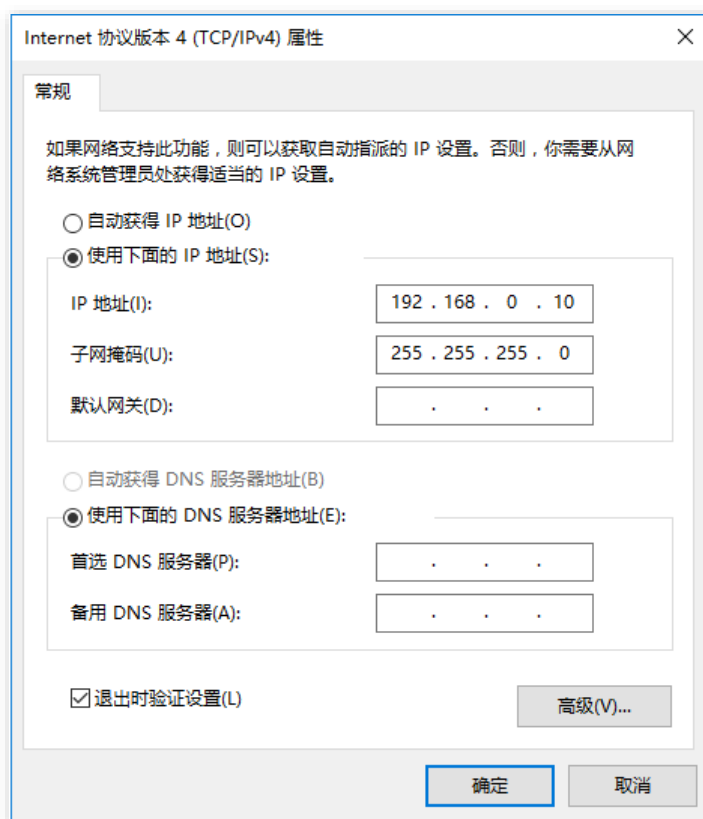 Internet 协议版本 4 (TCP/IPv4) 属性
常规
如果网络支持此功能，则可以获取自动指派的 IP 设置。否则，你需要从网
络系统管理员处获得适当的 IP 设置。
自动获得 IP 地址(O)
使用下面的 IP 地址(S):
IP 地址(I): 192 . 168 . 0 . 10
子网掩码(U): 255 . 255 . 255 . 0
默认网关(D): . . .
自动获得 DNS 服务器地址(B)
使用下面的 DNS 服务器地址(E):
首选 DNS 服务器(P): . . .
备用 DNS 服务器(A): . . .
退出时验证设置(L)
高级(V)...
确定 取消